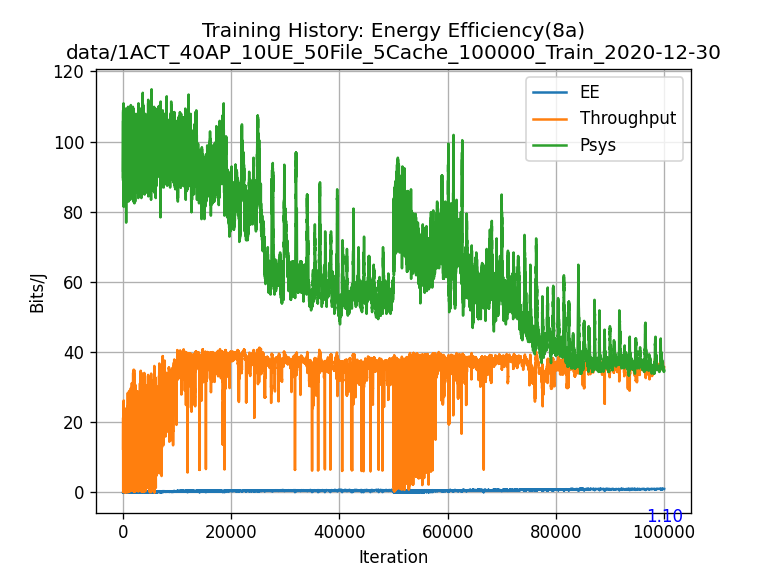 Training History: Energy Efficiency(8a)
data/1ACT_40AP_10UE_50File_5Cache_100000_Train_2020-12-30
120
100
80
60
40
20
0
Bits/J
EE
Throughput
Psys
1.10
0 20000 40000 60000 80000 100000
Iteration